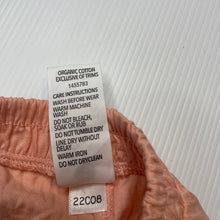 ORGANIC COTTON
EXCLUSIVE OF TRIMS
1455783
CARE INSTRUCTIONS
WASH BEFORE WEAR
WARM MACHINE
WASH
DO NOT BLEACH,
SOAK OR RUB
DO NOT TUMBLE DRY
LINE DRY WITHOUT
DELAY
WARM IRON
DO NOT DRYCLEAN
22C08